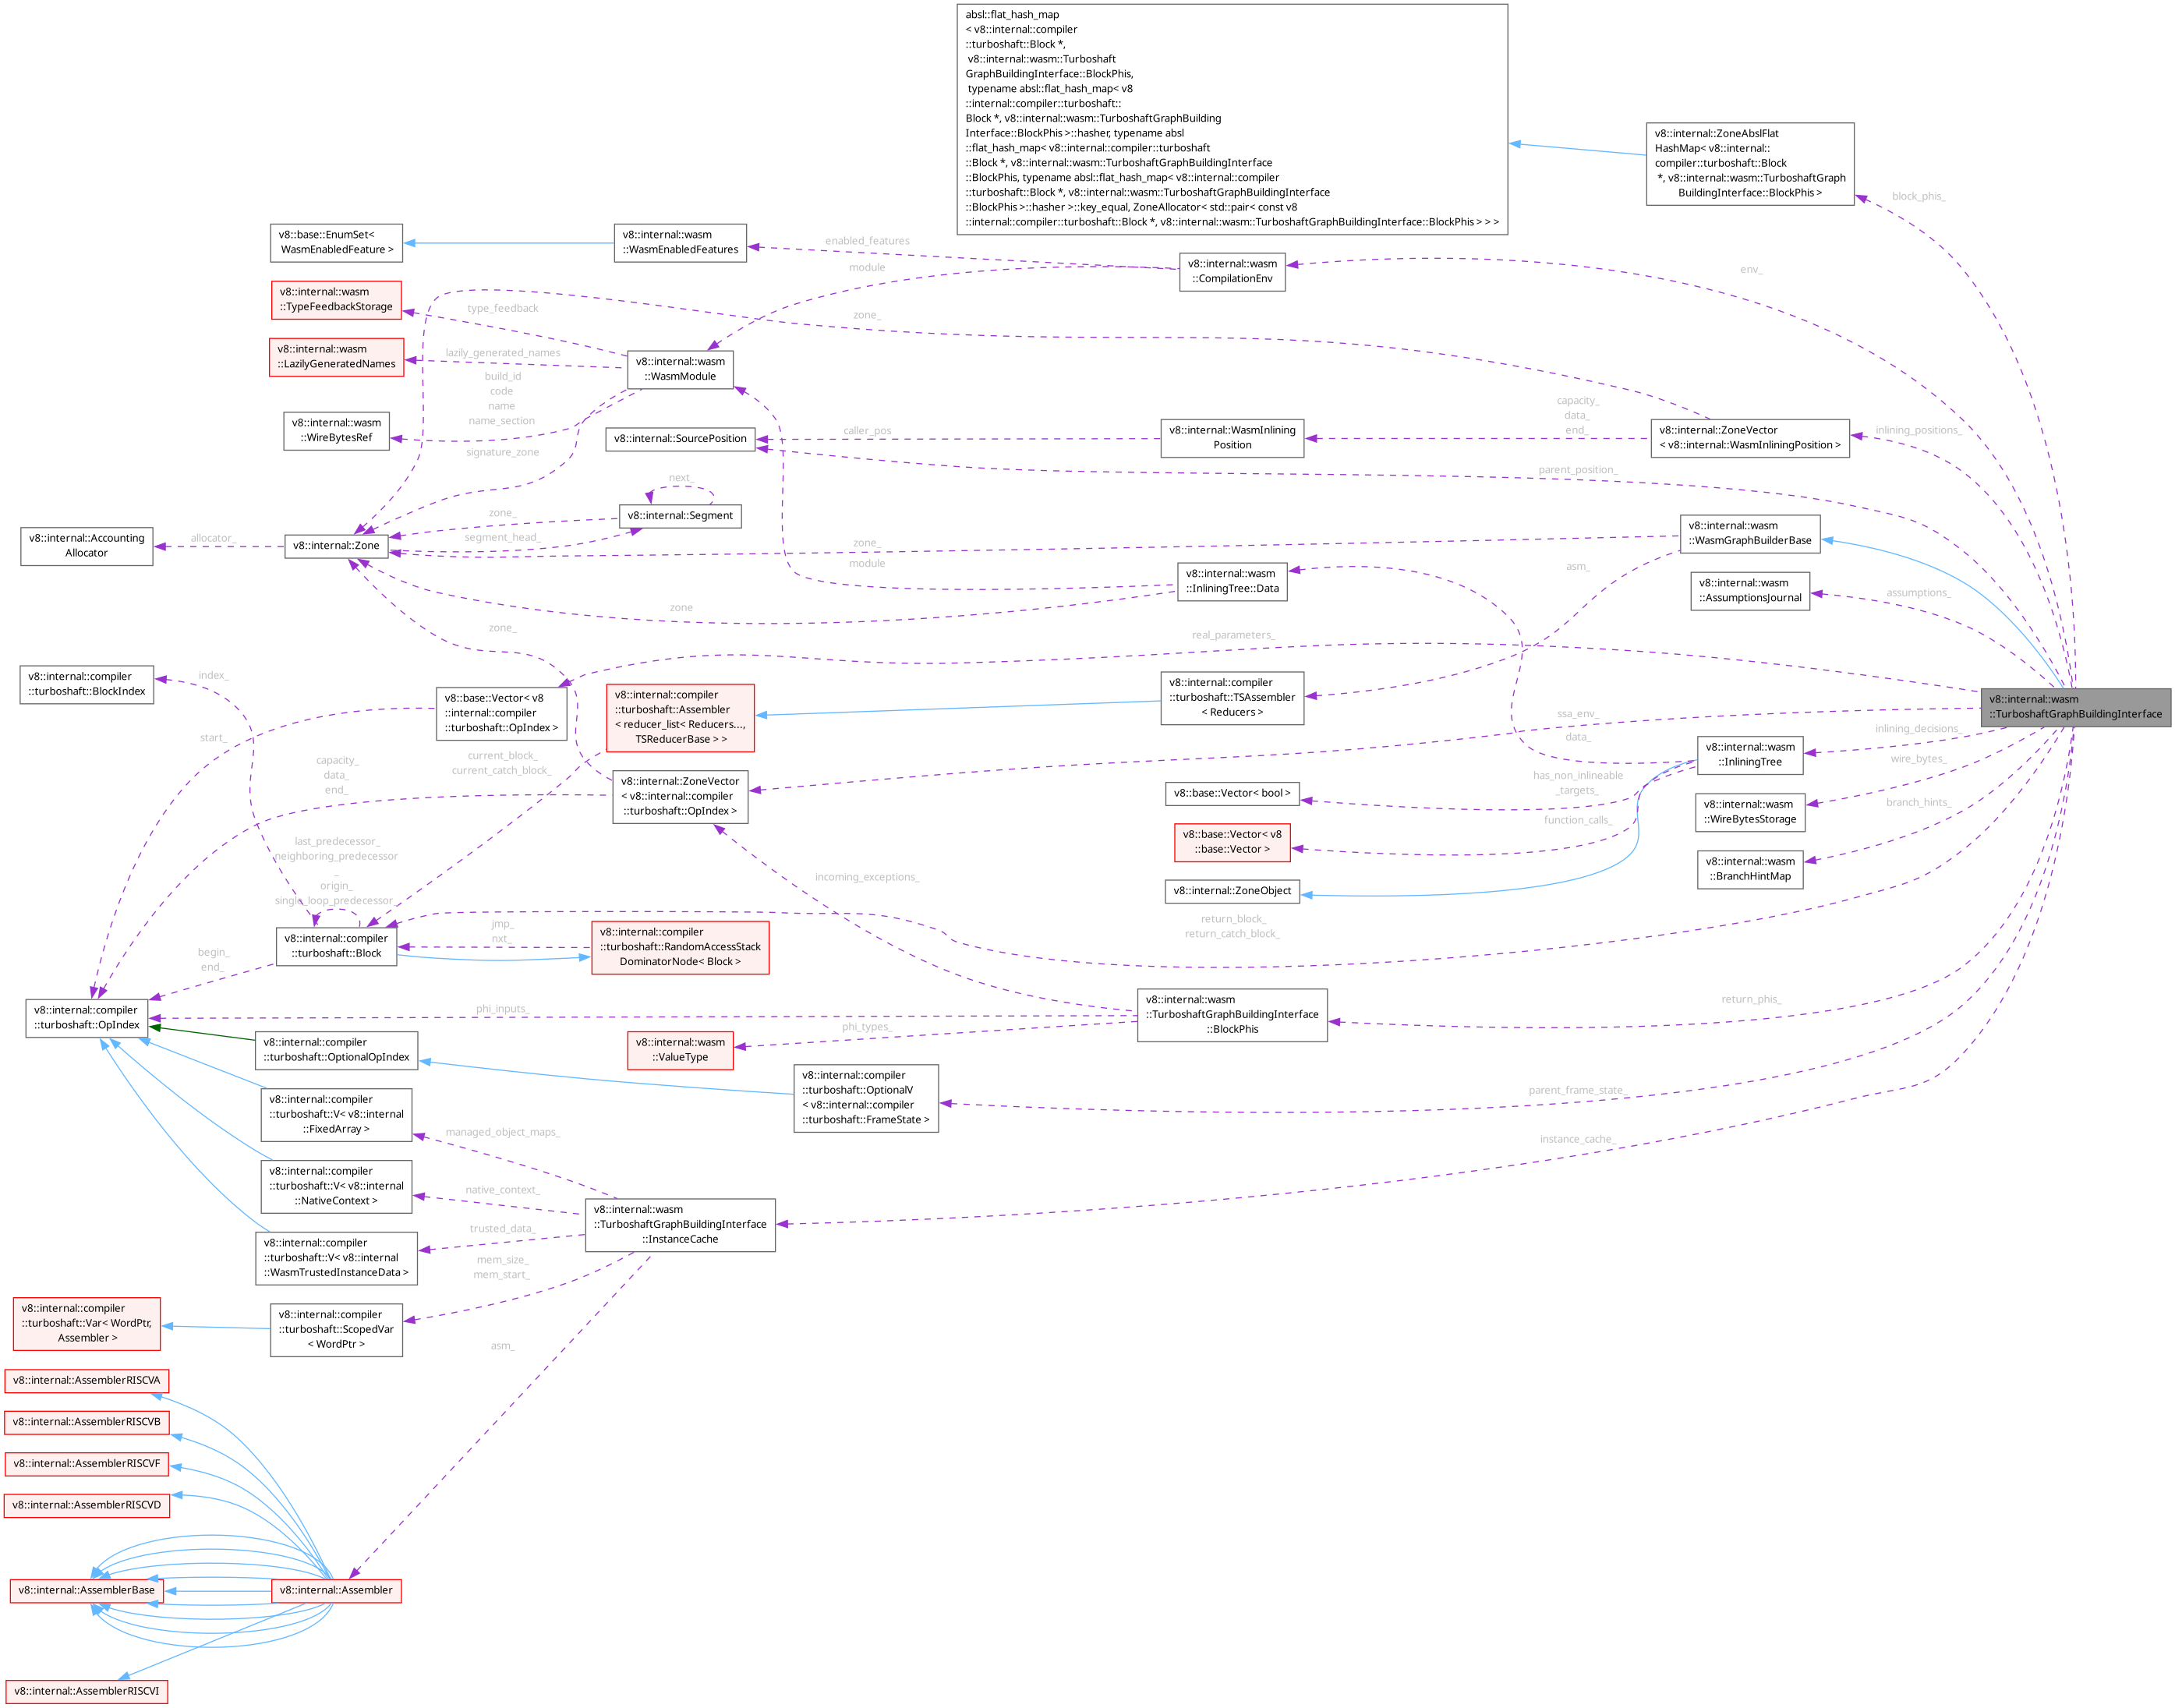 absl::flat_hash_map
< v8::internal::compiler
::turboshaft::Block *,
v8::internal::wasm::Turboshaft
GraphBuildingInterface::BlockPhis,
typename absl::flat_hash_map< v8
::internal::compiler::turboshaft::
Block *, v8::internal::wasm::TurboshaftGraphBuilding
Interface::BlockPhis >::hasher, typename absl
::flat_hash_map< v8::internal::compiler::turboshaft
::Block *, v8::internal::wasm::TurboshaftGraphBuildingInterface
::BlockPhis, typename absl::flat_hash_map< v8::internal::compiler
::turboshaft::Block *, v8::internal::wasm::TurboshaftGraphBuildingInterface
::BlockPhis >::hasher >::key_equal, ZoneAllocator< std::pair< const v8
::internal::compiler::turboshaft::Block *, v8::internal::wasm::TurboshaftGraphBuildingInterface::BlockPhis > > >
v8::internal::ZoneAbslFlat
HashMap< v8::internal::
compiler::turboshaft::Block
*, v8::internal::wasm::TurboshaftGraph
BuildingInterface::BlockPhis >
block_phis_
v8::base::EnumSet<
WasmEnabledFeature >
v8::internal::wasm
::WasmEnabledFeatures
enabled_features
v8::internal::wasm
::CompilationEnv
env_
module
v8::internal::wasm
::TypeFeedbackStorage
type_feedback
zone_
v8::internal::wasm
::LazilyGeneratedNames
lazily_generated_names
v8::internal::wasm
::WasmModule
build_id
code
name
name_section
v8::internal::wasm
::WireBytesRef
signature_zone
v8::internal::SourcePosition
caller_pos
v8::internal::WasmInlining
Position
capacity_
data_
end_
v8::internal::ZoneVector
< v8::internal::WasmInliningPosition >
inlining_positions_
parent_position_
next_
v8::internal::Segment
zone_
segment_head_
v8::internal::Accounting
Allocator
allocator_
v8::internal::Zone
zone_
module
v8::internal::wasm
::WasmGraphBuilderBase
asm_
v8::internal::wasm
::InliningTree::Data
zone
v8::internal::wasm
::AssumptionsJournal
assumptions_
zone_
real_parameters_
v8::internal::compiler
::turboshaft::BlockIndex
index_
v8::base::Vector< v8
::internal::compiler
::turboshaft::OpIndex >
start_
v8::internal::compiler
::turboshaft::Assembler
< reducer_list< Reducers...,
TSReducerBase > >
v8::internal::compiler
::turboshaft::TSAssembler
< Reducers >
v8::internal::wasm
::TurboshaftGraphBuildingInterface
ssa_env_
data_
v8::internal::wasm
::InliningTree
inlining_decisions_
current_block_
current_catch_block_
capacity_
data_
end_
v8::internal::ZoneVector
< v8::internal::compiler
::turboshaft::OpIndex >
v8::base::Vector< bool >
has_non_inlineable
_targets_
wire_bytes_
v8::internal::wasm
::WireBytesStorage
function_calls_
v8::base::Vector< v8
::base::Vector >
branch_hints_
v8::internal::wasm
::BranchHintMap
v8::internal::ZoneObject
last_predecessor_
neighboring_predecessor
_
origin_
single_loop_predecessor
incoming_exceptions_
v8::internal::compiler
::turboshaft::Block
jmp_
nxt_
v8::internal::compiler
::turboshaft::RandomAccessStack
DominatorNode< Block >
return_block_
return_catch_block_
begin_
end_
v8::internal::compiler
::turboshaft::OpIndex
phi_inputs_
v8::internal::wasm
::TurboshaftGraphBuildingInterface
::BlockPhis
return_phis_
v8::internal::compiler
::turboshaft::OptionalOpIndex
v8::internal::wasm
::ValueType
phi_types_
v8::internal::compiler
::turboshaft::OptionalV
< v8::internal::compiler
::turboshaft::FrameState >
parent_frame_state_
v8::internal::compiler
::turboshaft::V< v8::internal
::FixedArray >
managed_object_maps_
instance_cache_
v8::internal::compiler
::turboshaft::V< v8::internal
::NativeContext >
native_context_
v8::internal::wasm
::TurboshaftGraphBuildingInterface
::InstanceCache
v8::internal::compiler
::turboshaft::V< v8::internal
::WasmTrustedInstanceData >
trusted_data_
mem_size_
mem_start_
v8::internal::compiler
::turboshaft::Var< WordPtr,
Assembler >
v8::internal::compiler
::turboshaft::ScopedVar
< WordPtr >
asm_
v8::internal::AssemblerRISCVA
v8::internal::AssemblerRISCVB
v8::internal::AssemblerRISCVF
v8::internal::AssemblerRISCVD
v8::internal::AssemblerBase
v8::internal::Assembler
v8::internal::AssemblerRISCVI